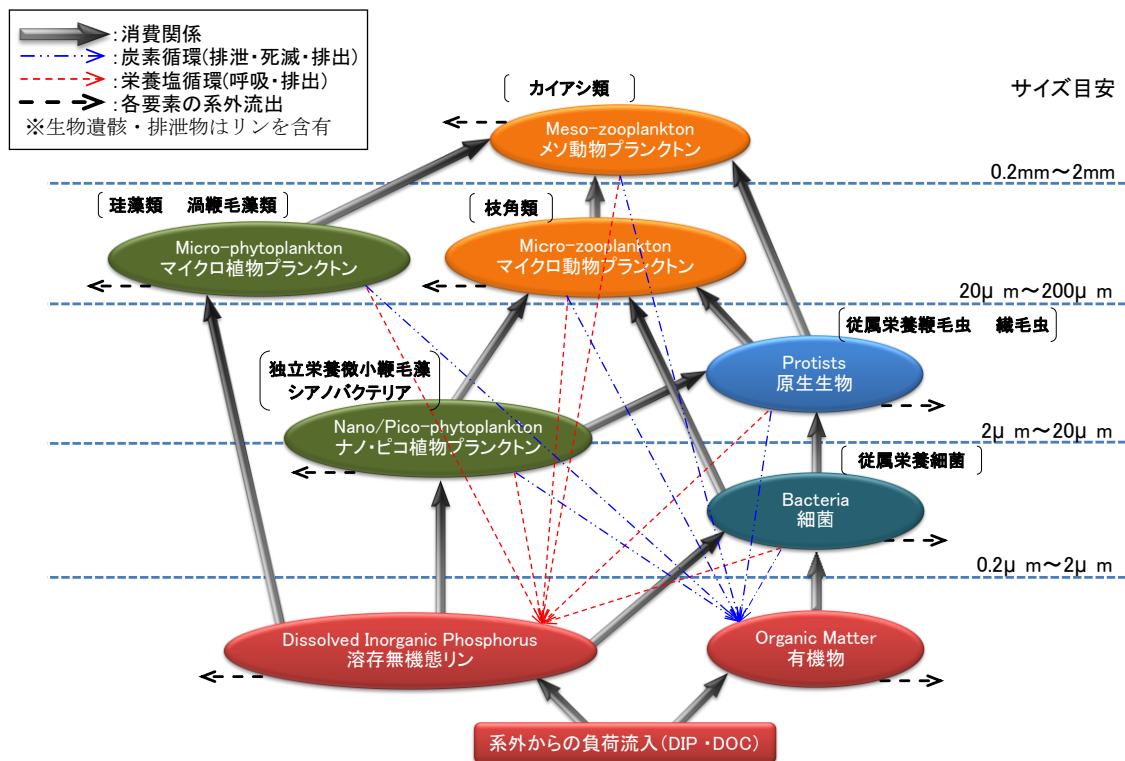 :消費関係
:炭素循環(排泄・死滅・排出)
:栄養塩循環(呼吸・排出)
:各要素の系外流出
※生物遺骸・排泄物はリンを含有
サイズ目安
カイアシ類
Meso-zooplankton
メソ動物プランクトン
0.2mm～2mm
珪藻類 渦鞭毛藻類
枝角類
Micro-phytoplankton
マイクロ植物プランクトン
Micro-zooplankton
マイクロ動物プランクトン
20μ m～200μ m
従属栄養鞭毛虫 繊毛虫
独立栄養微小鞭毛藻
シアノバクテリア
Protists
原生生物
Nano/Pico-phytoplankton
ナノ・ピコ植物プランクトン
2μ m～20μ m
従属栄養細菌
Bacteria
細菌
0.2μ m～2μ m
Dissolved Inorganic Phosphorus
溶存無機態リン
Organic Matter
有機物
系外からの負荷流入(DIP・DOC)